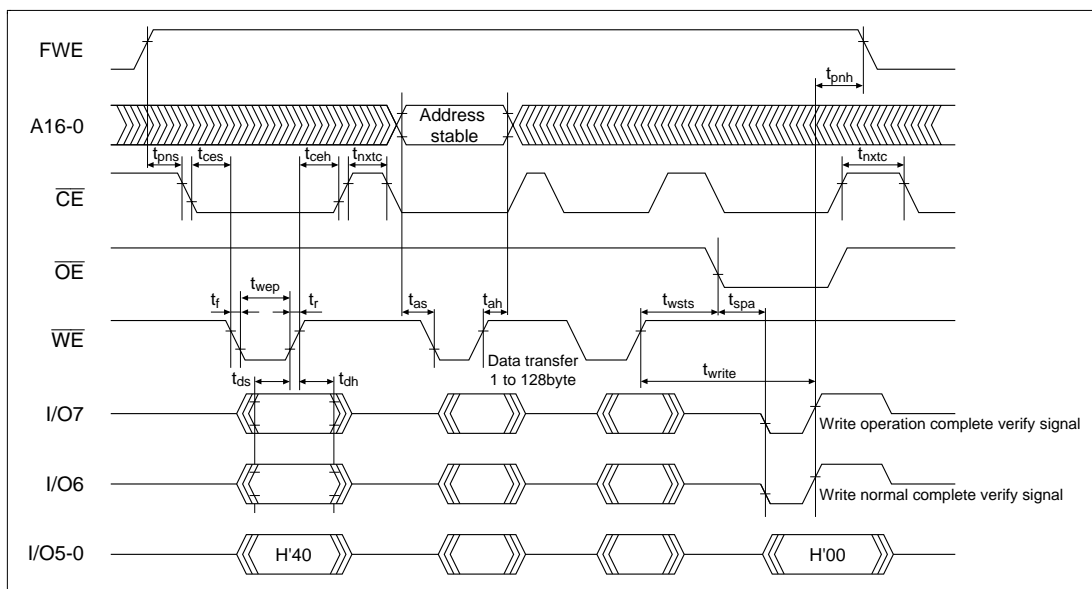 FWE
tpnh
A16-0
Address
stable
tpns
tces
tceh
tnxtc
tnxtc
CE
OE
twep
tf
tr
tas
tah
twsts
tspa
WE
Data transfer
1 to 128byte
tds
tdh
twrite
I/O7
Write operation complete verify signal
I/O6
Write normal complete verify signal
I/O5-0
H'40
H'00